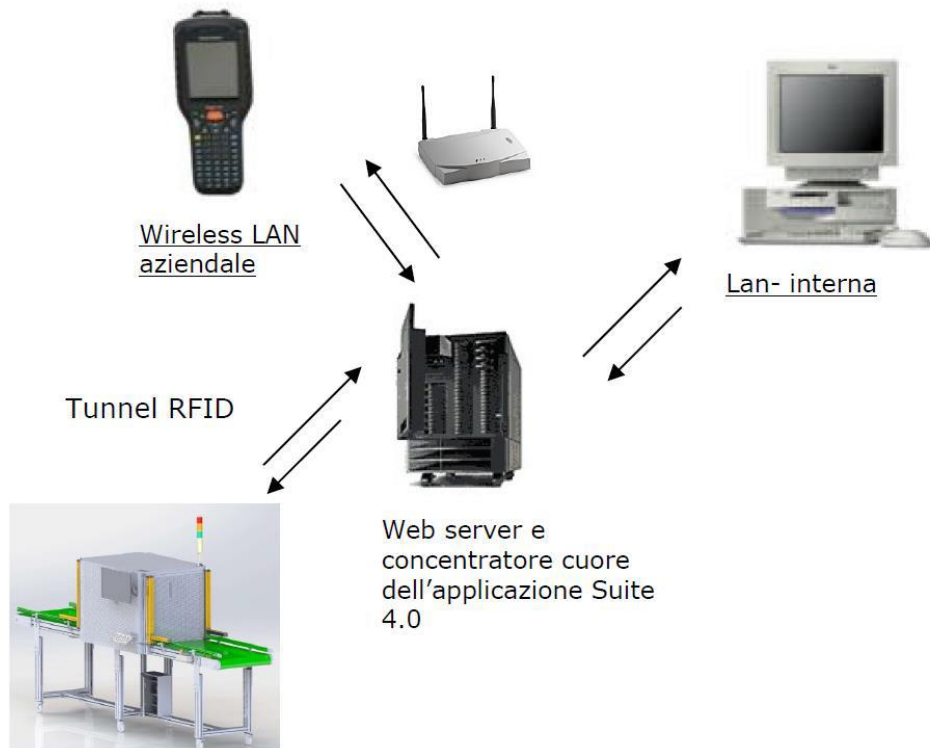 Wireless LAN
aziendale
Lan- interna
Tunnel RFID
Web server e
concentratore cuore
dell’applicazione Suite
4.0